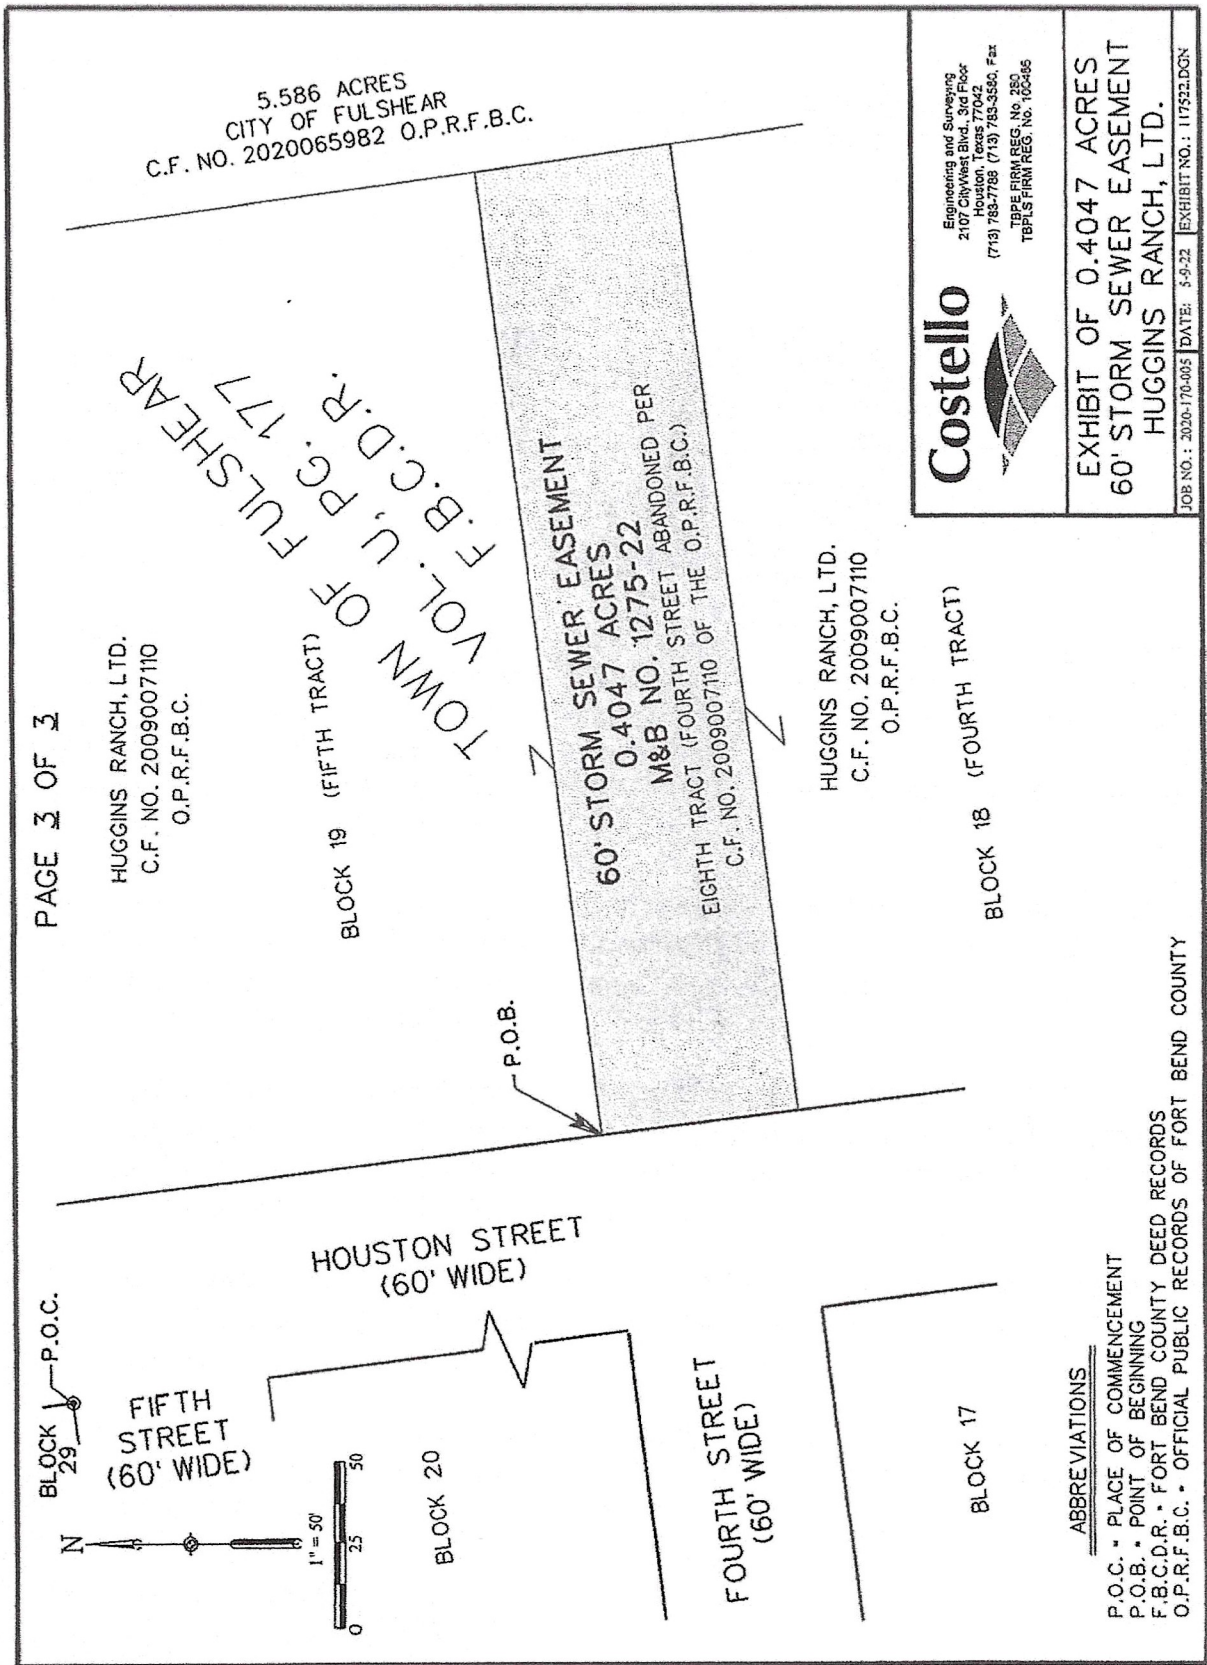 PAGE 3 OF 3
BLOCK
29
P.O.C.
FIFTH
STREET
(60' WIDE)
N
1" = 50'
0 25 50
BLOCK 20
HOUSTON STREET
(60' WIDE)
FOURTH STREET
(60' WIDE)
BLOCK 17
P.O.B.
HUGGINS RANCH, LTD.
C.F. NO. 2009007110
O.P.R.F.B.C.
BLOCK 19 (FIFTH TRACT)
TOWN OF FULSHEAR
VOL. U, PG. 177
F.B.C.D.R.
5.586 ACRES
CITY OF FULSHEAR
C.F. NO. 2020065982 O.P.R.F.B.C.
60' STORM SEWER EASEMENT
0.4047 ACRES
M&B NO. 1275-22
EIGHTH TRACT (FOURTH STREET ABANDONED PER
C.F. NO. 2009007110 OF THE O.P.R.F.B.C.)
HUGGINS RANCH, LTD.
C.F. NO. 2009007110
O.P.R.F.B.C.
BLOCK 18 (FOURTH TRACT)
ABBREVIATIONS
P.O.C. - PLACE OF COMMENCEMENT
P.O.B. - POINT OF BEGINNING
F.B.C.D.R. - FORT BEND COUNTY DEED RECORDS
O.P.R.F.B.C. - OFFICIAL PUBLIC RECORDS OF FORT BEND COUNTY
Costello
Engineering and Surveying
2107 CityWest Blvd., 3rd Floor
Houston, Texas 77042
(713) 783-7788 (713) 783-3580, Fax
TBPE FIRM REG. No. 280
TBPLS FIRM REG. No. 100486
EXHIBIT OF 0.4047 ACRES
60' STORM SEWER EASEMENT
HUGGINS RANCH, LTD.
JOB NO.: 2020-170-005 DATE: 5-9-22 EXHIBIT NO.: 117522.DGN